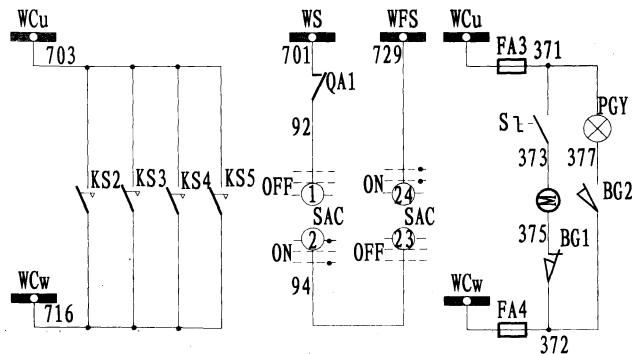 WCu WS WFS WCu
703 701 729 FA3 371
QA1 PGY
92 S 373 377
KS2 KS3 KS4 KS5 OFF 1 ON 24 M BG2
SAC SAC
2 23 375 BG1
ON OFF
WCw 94 WCw
716 FA4 372